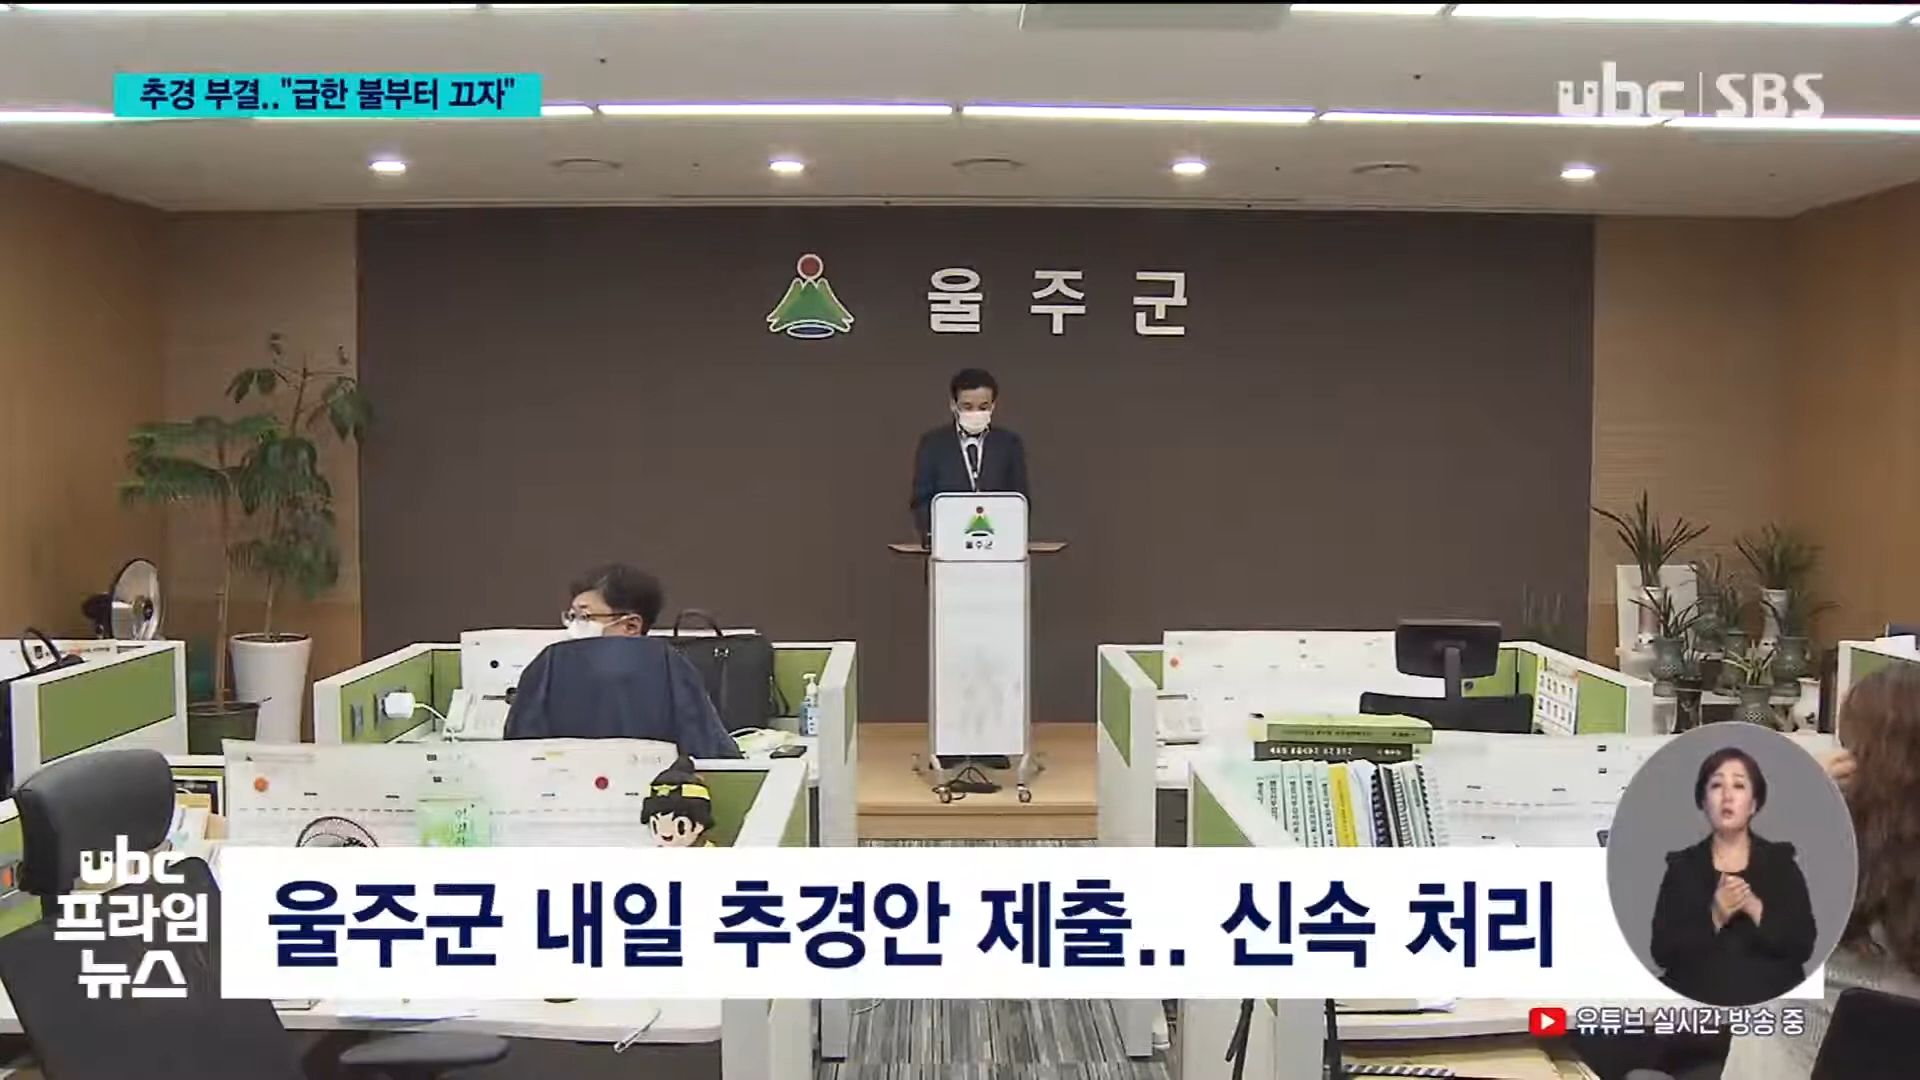 추경 부결.."급한 불부터 끄자"
ubc SBS
울주군
울주군
ubc
프라임
뉴스
울주군 내일 추경안 제출.. 신속 처리
유튜브 실시간 방송 중